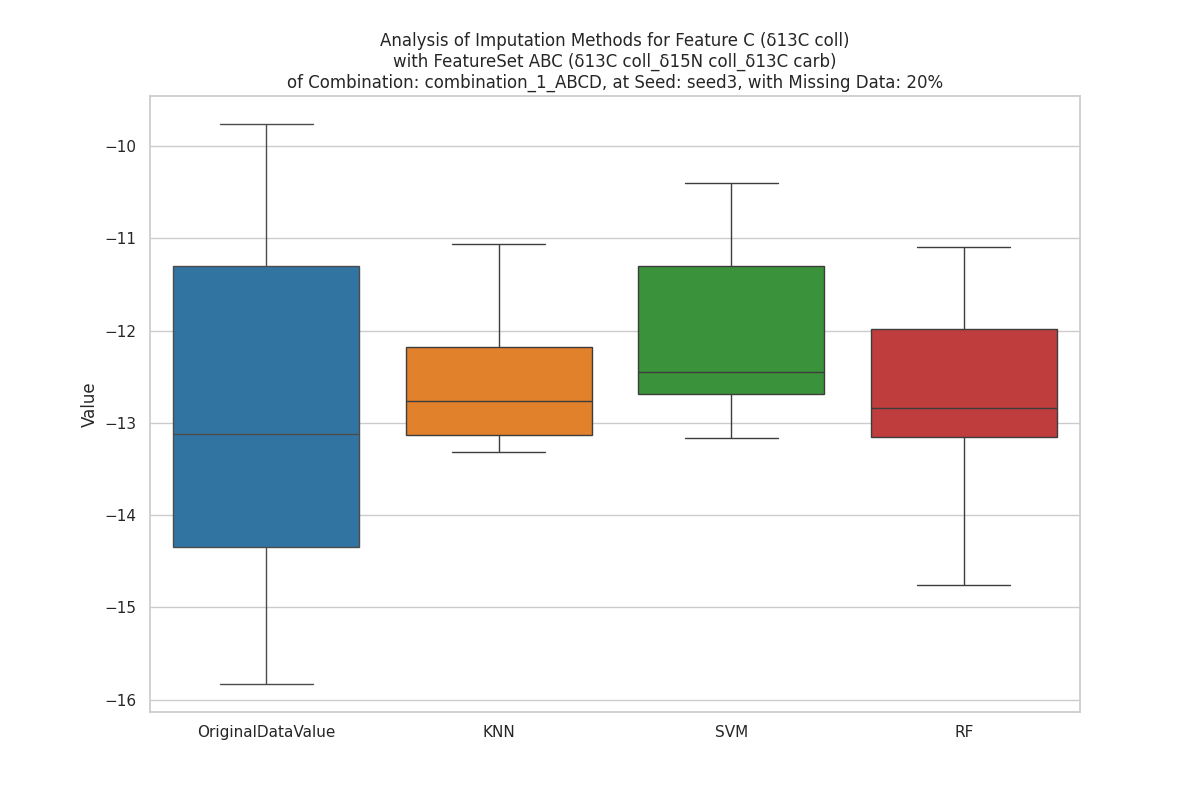 Analysis of Imputation Methods for Feature C (δ13C coll)
with FeatureSet ABC (δ13C coll_δ15N coll_δ13C carb)
of Combination: combination_1_ABCD, at Seed: seed3, with Missing Data: 20%
−10
−11
−12
−13
−14
−15
−16
Value
OriginalDataValue
KNN
SVM
RF